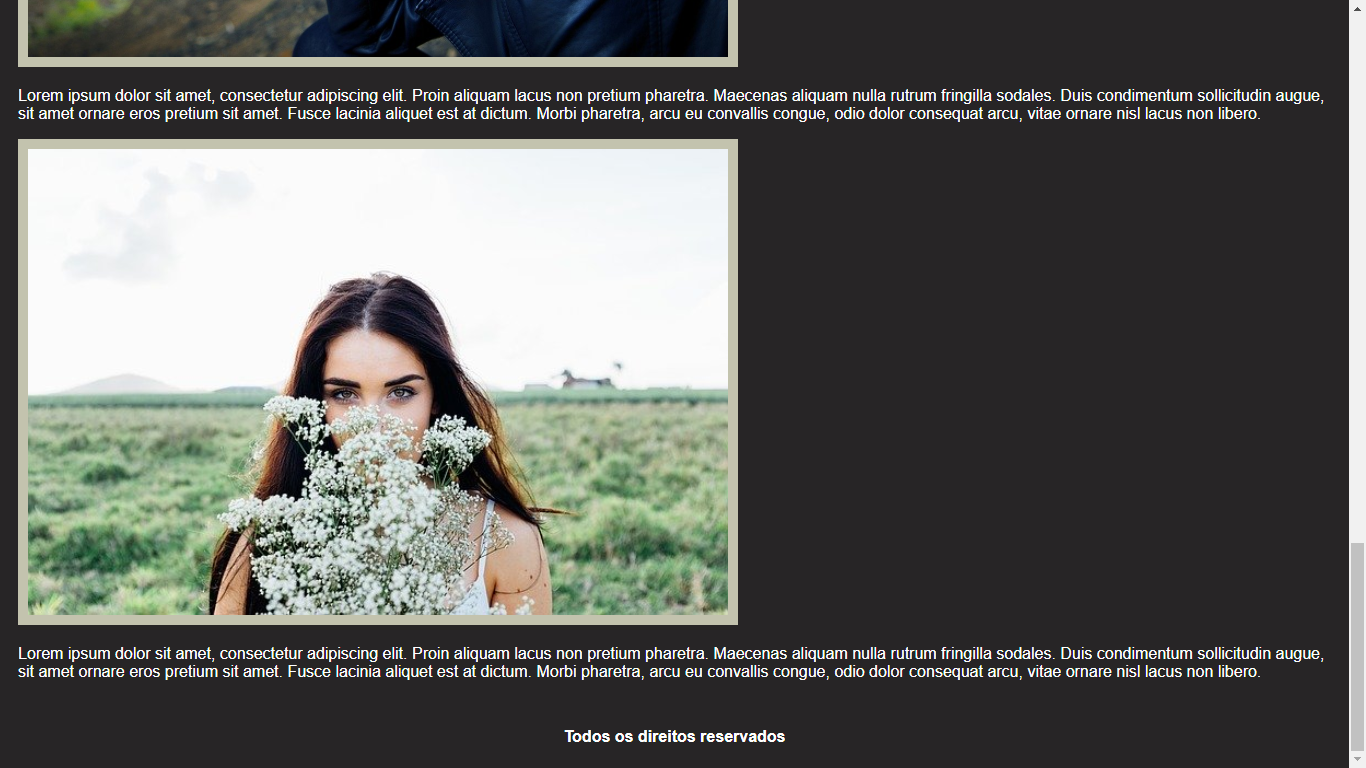 Lorem ipsum dolor sit amet, consectetur adipiscing elit. Proin aliquam lacus non pretium pharetra. Maecenas aliquam nulla rutrum fringilla sodales. Duis condimentum sollicitudin augue,
sit amet ornare eros pretium sit amet. Fusce lacinia aliquet est at dictum. Morbi pharetra, arcu eu convallis congue, odio dolor consequat arcu, vitae ornare nisl lacus non libero.
Lorem ipsum dolor sit amet, consectetur adipiscing elit. Proin aliquam lacus non pretium pharetra. Maecenas aliquam nulla rutrum fringilla sodales. Duis condimentum sollicitudin augue,
sit amet ornare eros pretium sit amet. Fusce lacinia aliquet est at dictum. Morbi pharetra, arcu eu convallis congue, odio dolor consequat arcu, vitae ornare nisl lacus non libero.
Todos os direitos reservados